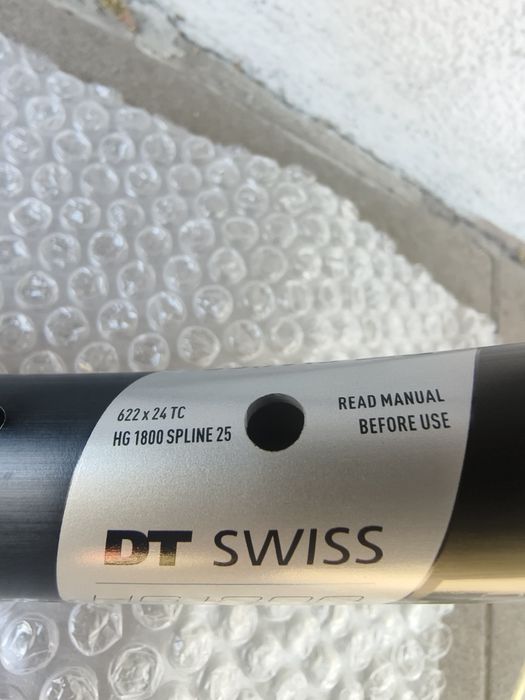 622 x 24 TC
HG 1800 SPLINE 25
READ MANUAL
BEFORE USE
DT SWISS